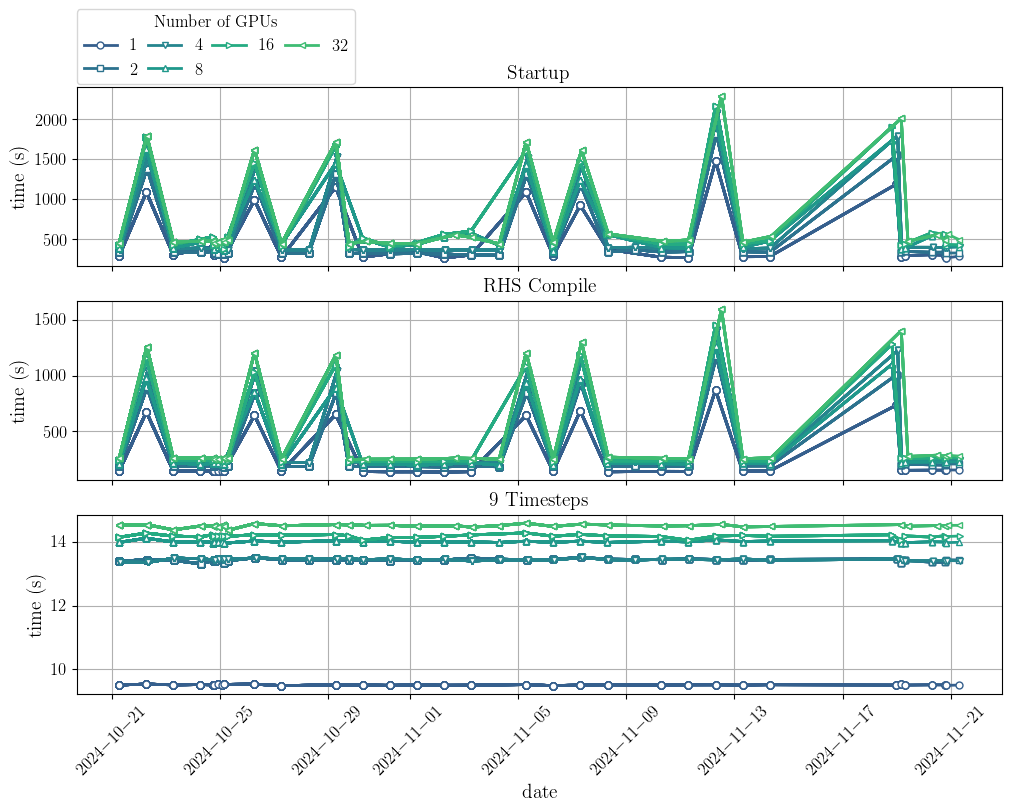 Number of GPUs
1 4 16 32
2 8
Startup
2000
1500
1000
500
time (s)
RHS Compile
1500
1000
500
time (s)
9 Timesteps
14
12
10
time (s)
2024−10−21 2024−10−25 2024−10−29 2024−11−01 2024−11−05 2024−11−09 2024−11−13 2024−11−17 2024−11−21
date